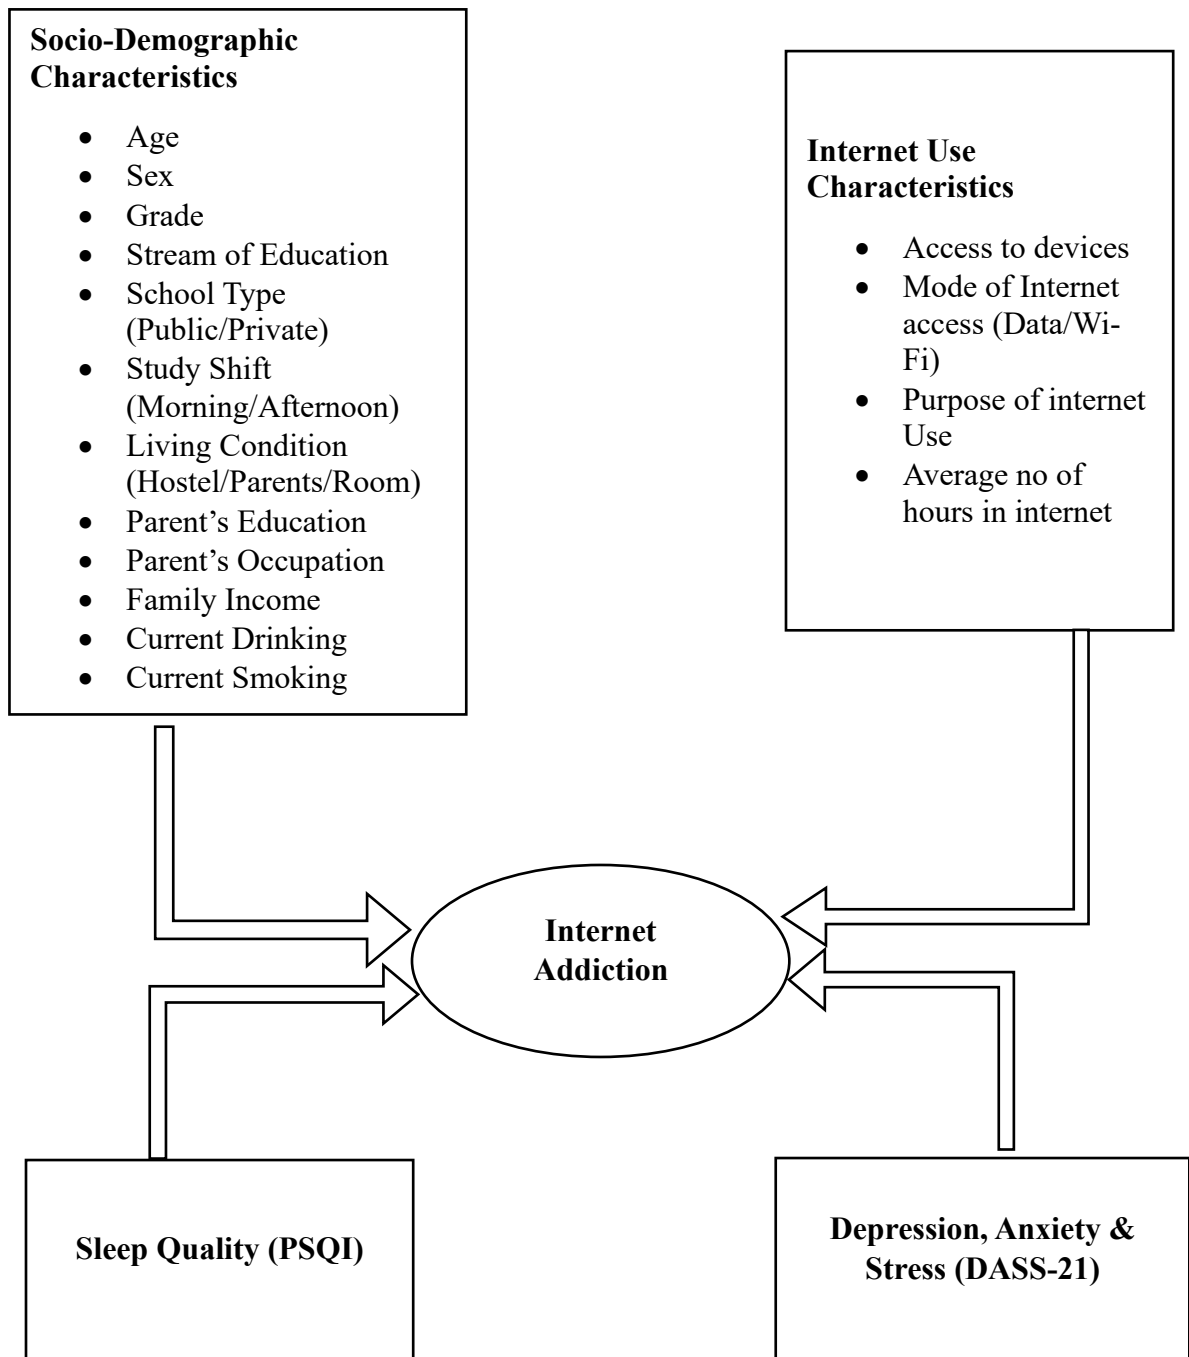 Socio-Demographic
Characteristics
• Age
• Sex
• Grade
• Stream of Education
• School Type
(Public/Private)
• Study Shift
(Morning/Afternoon)
• Living Condition
(Hostel/Parents/Room)
• Parent’s Education
• Parent’s Occupation
• Family Income
• Current Drinking
• Current Smoking
Internet Use
Characteristics
• Access to devices
• Mode of Internet
access (Data/Wi-
Fi)
• Purpose of internet
Use
• Average no of
hours in internet
Internet
Addiction
Sleep Quality (PSQI)
Depression, Anxiety &
Stress (DASS-21)